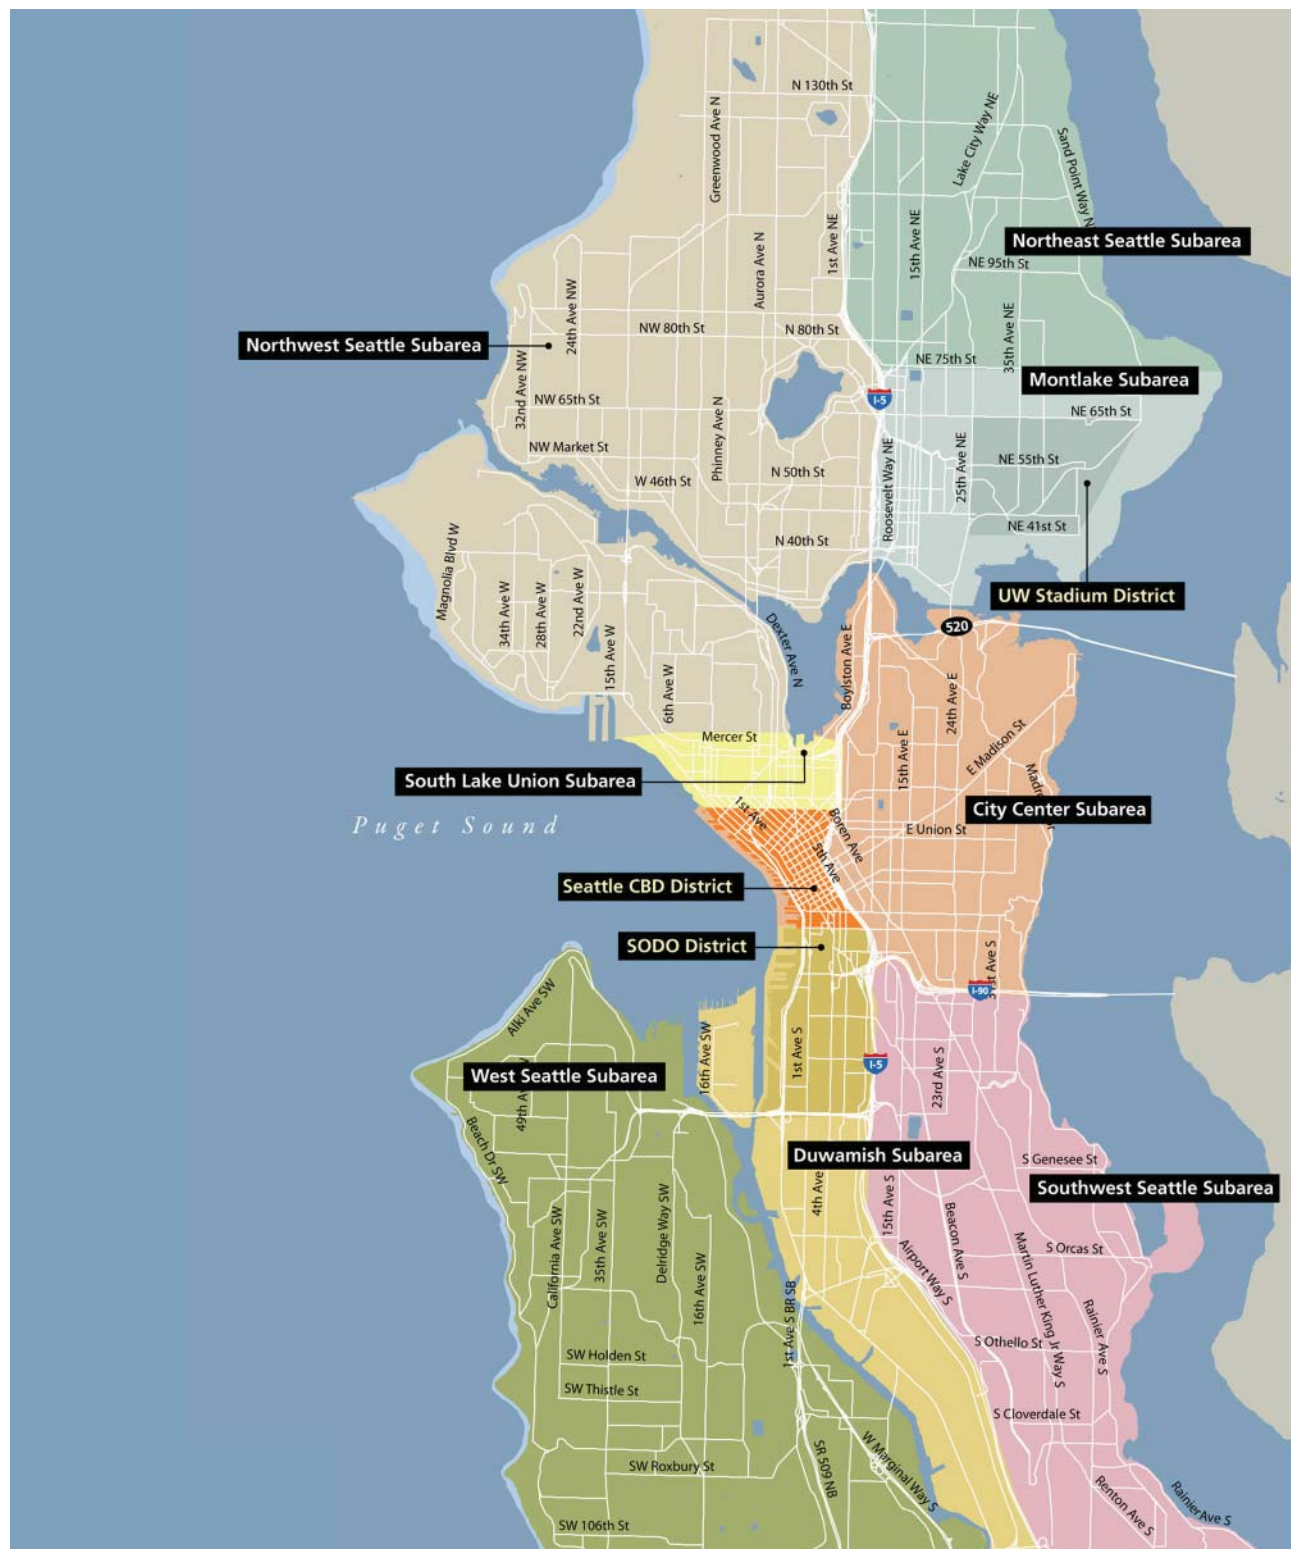 N 130th St
Greenwood Ave N
Lake City Way NE
Sand Point Way N
1st Ave NE
15th Ave NE
Northeast Seattle Subarea
Aurora Ave N
NE 95th St
24th Ave NW
35th Ave NE
NW 80th St
N 80th St
Northwest Seattle Subarea
NE 75th St
32nd Ave NW
Montlake Subarea
NW 65th St
I-5
NE 65th St
Phinney Ave N
NW Market St
25th Ave NE
NE 55th St
N 50th St
W 46th St
Roosevelt Way NE
NE 41st St
N 40th St
Magnolia Blvd W
34th Ave W
28th Ave W
22nd Ave W
UW Stadium District
520
15th Ave W
Dexter Ave N
Boylston Ave E
6th Ave W
24th Ave E
Mercer St
15th Ave E
E Madison St
South Lake Union Subarea
Madro
City Center Subarea
1st Ave
Boren Ave
E Union St
Puget Sound
5th Ave
Seattle CBD District
SODO District
31st Ave S
I-90
Alki Ave SW
16th Ave SW
1st Ave S
I-5
23rd Ave S
West Seattle Subarea
49th Av
Beach Dr SW
Duwamish Subarea
S Genesee St
4th Ave
15th Ave S
Southwest Seattle Subarea
Delridge Way SW
California Ave SW
35th Ave SW
16th Ave SW
Beacon Ave S
Airport Way S
Martin Luther King Jr Way S
S Orcas St
1st Ave S BR SB
Rainier Ave S
S Othello St
SW Holden St
SW Thistle St
S Cloverdale St
SR 509 NB
W Marginal Way S
SW Roxbury St
Renton Ave S
Rainier Ave S
SW 106th St